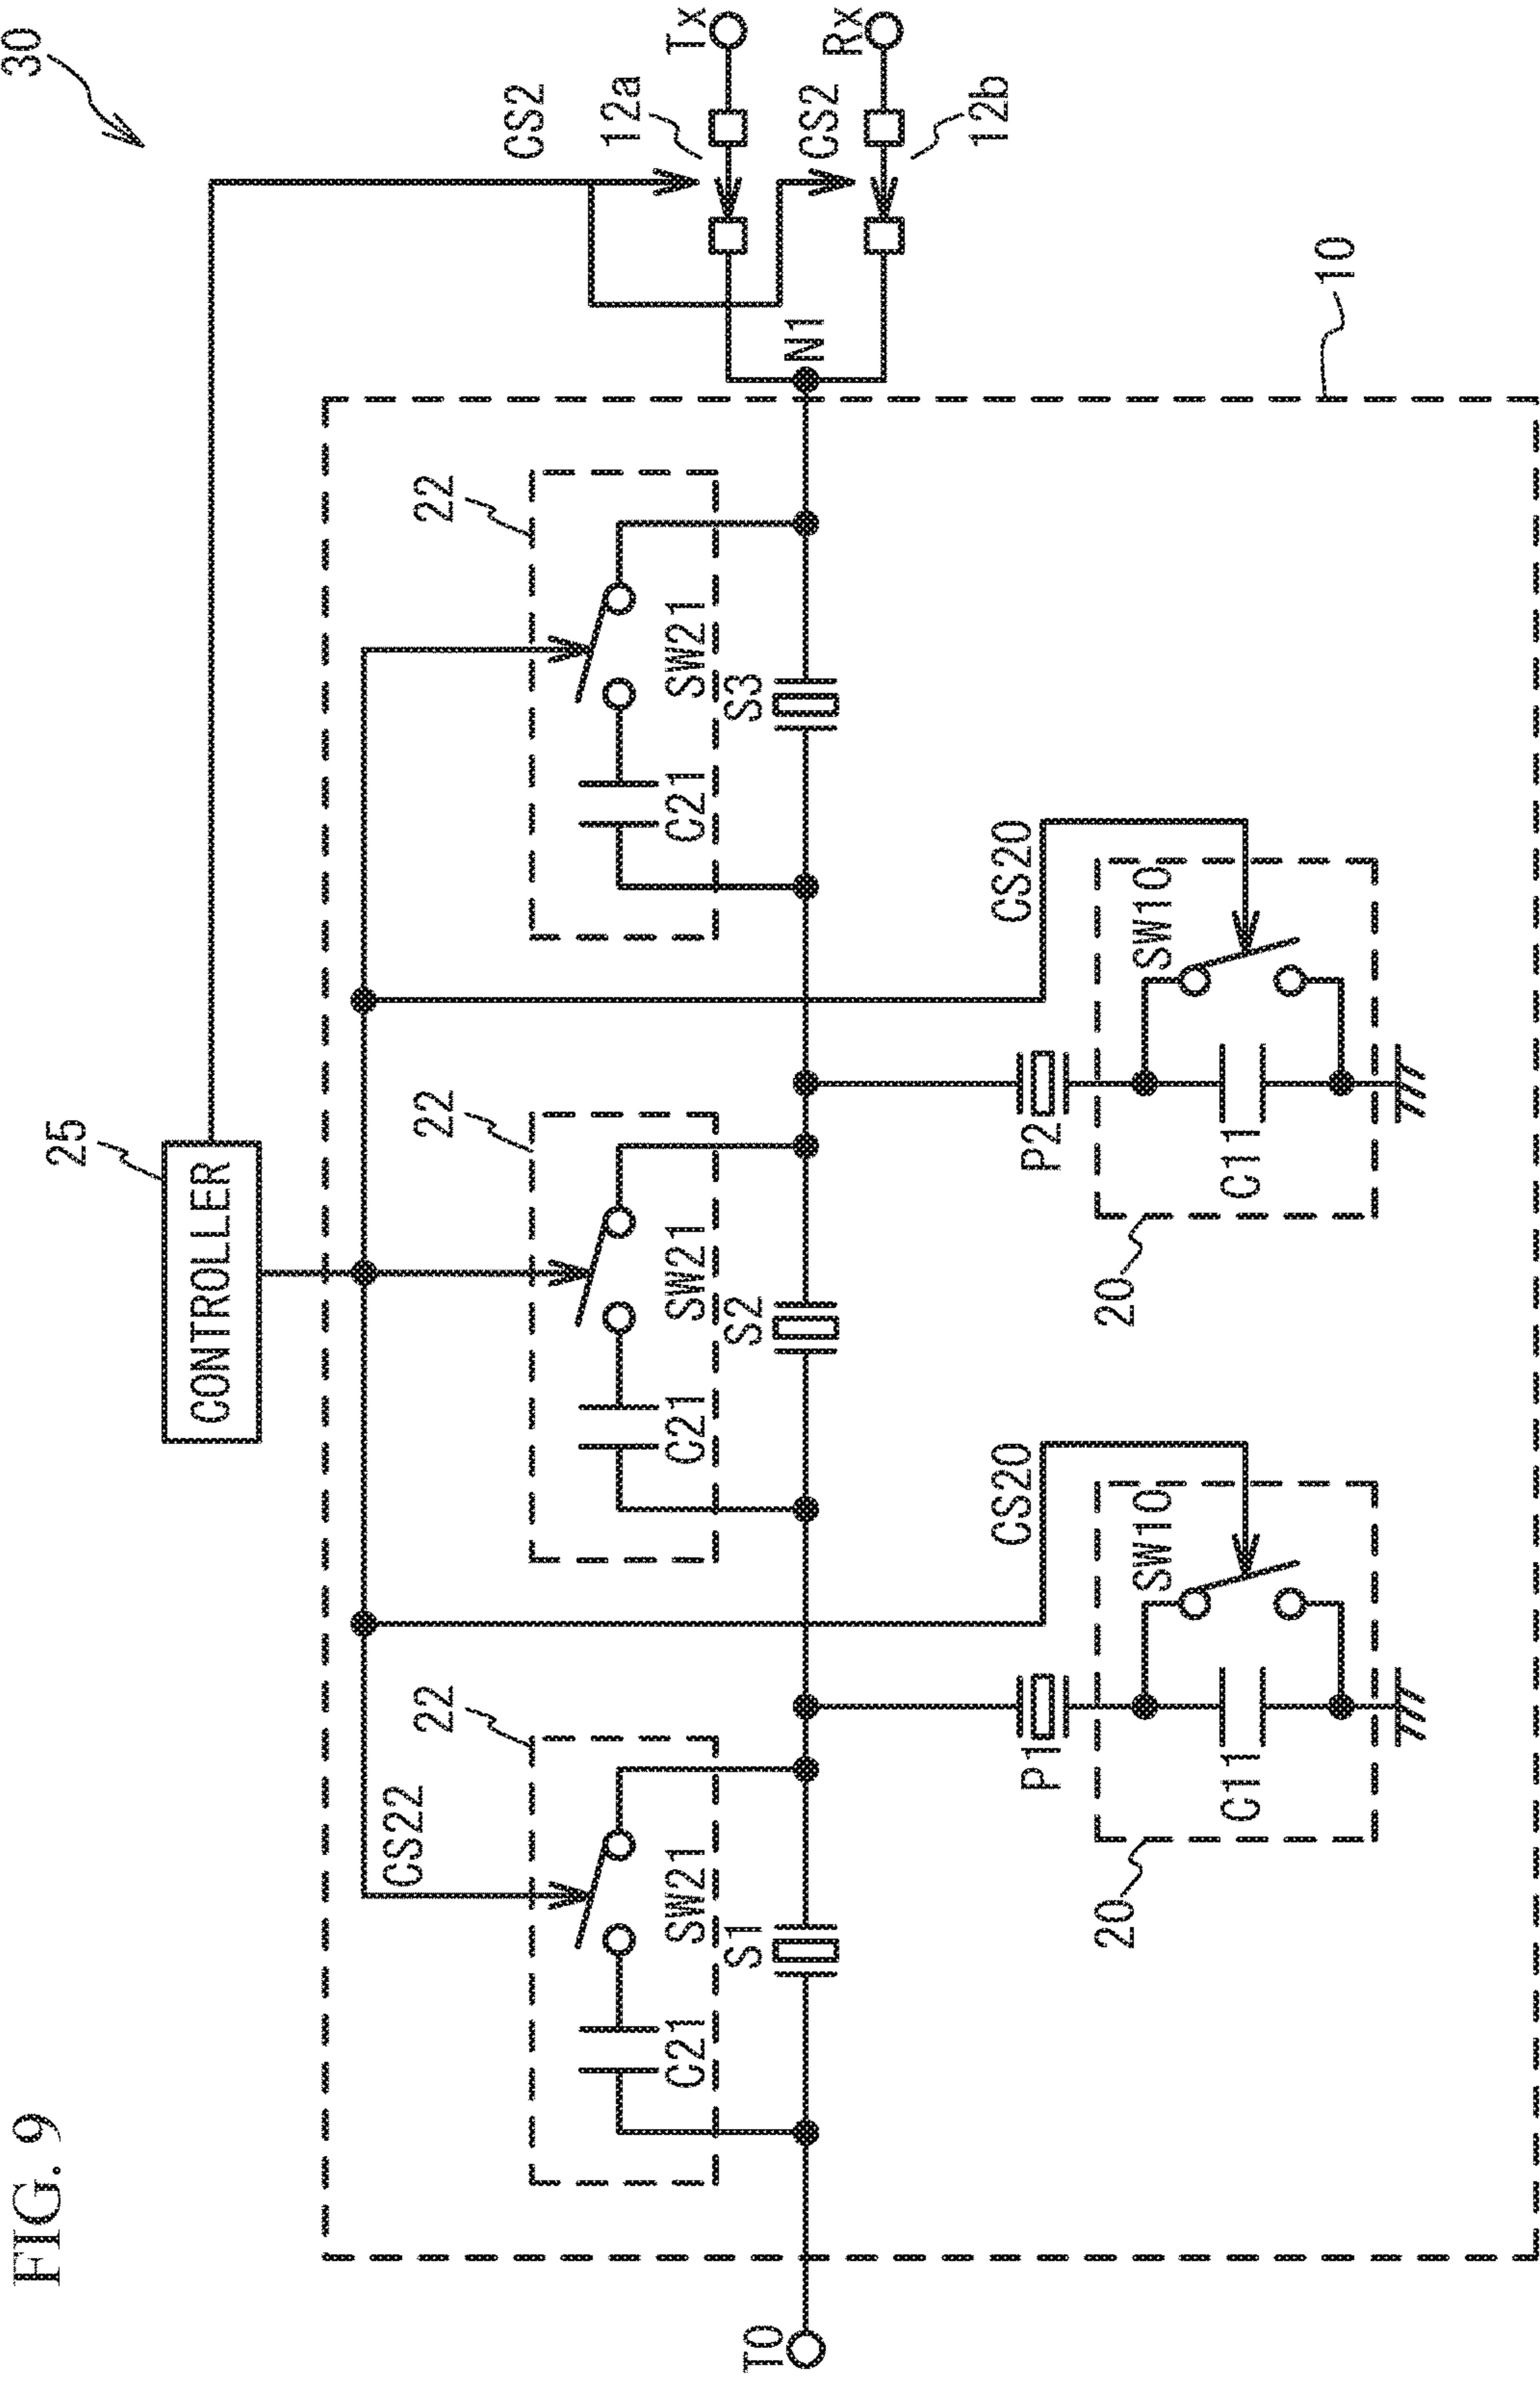 FIG. 9
30
25
CONTROLLER
CS2
Tx
12a
CS2
Rx
12b
N1
10
CS22
22
22
22
C21
SW21
C21
SW21
C21
SW21
S1
S2
S3
T0
CS20
CS20
P1
P2
SW10
SW10
C11
C11
20
20